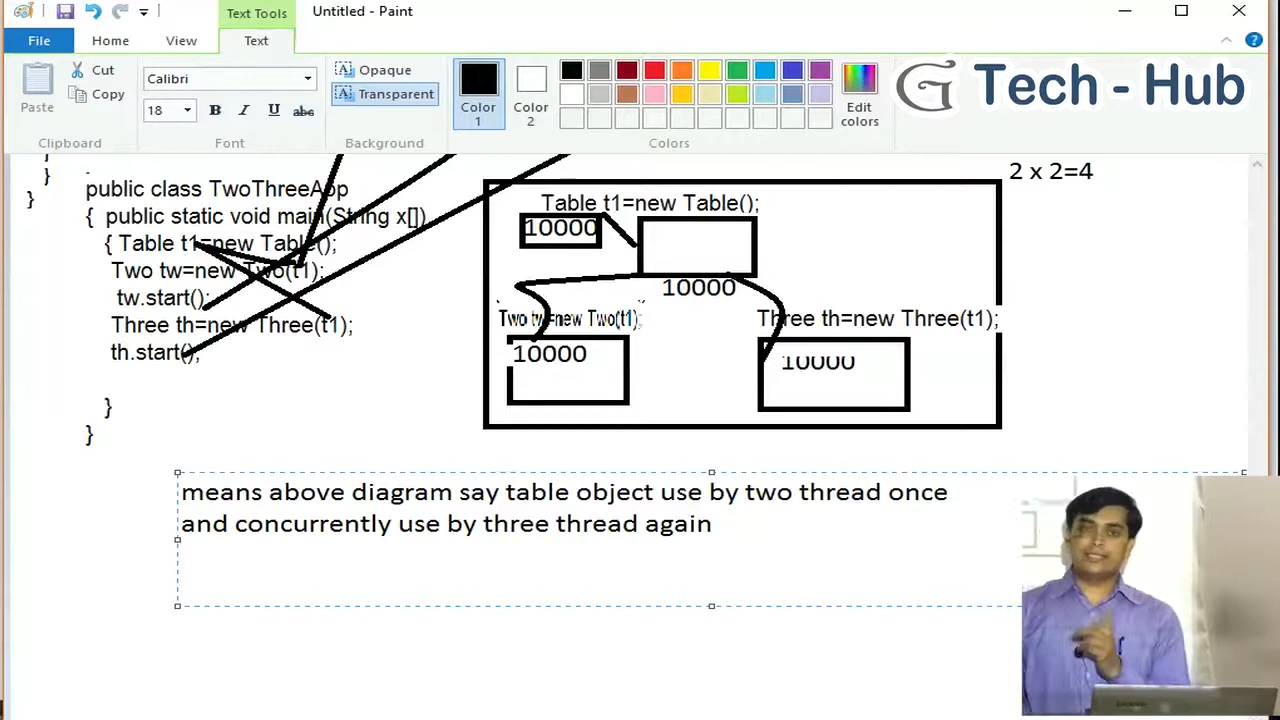 Text Tools
Untitled - Paint
File
Home
View
Text
Paste
Cut
Copy
Clipboard
Calibri
18
B I U abc
Font
Opaque
Transparent
Background
Color 1
Color 2
Edit colors
Colors
G Tech - Hub
}
}
}
public class TwoThreeApp
{ public static void main(String x[])
{ Table t1=new Table();
Two tw=new Two(t1);
tw.start();
Three th=new Three(t1);
th.start();
}
}
Table t1=new Table();
10000
10000
Two tw=new Two(t1);
10000
Three th=new Three(t1);
10000
2 x 2=4
means above diagram say table object use by two thread once
and concurrently use by three thread again